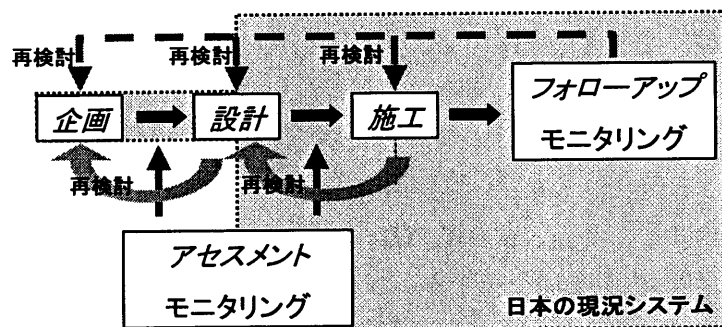 再検討 再検討 再検討
企画 設計 施工 フォローアップ
モニタリング
再検討 再検討
アセスメント
モニタリング
日本の現況システム